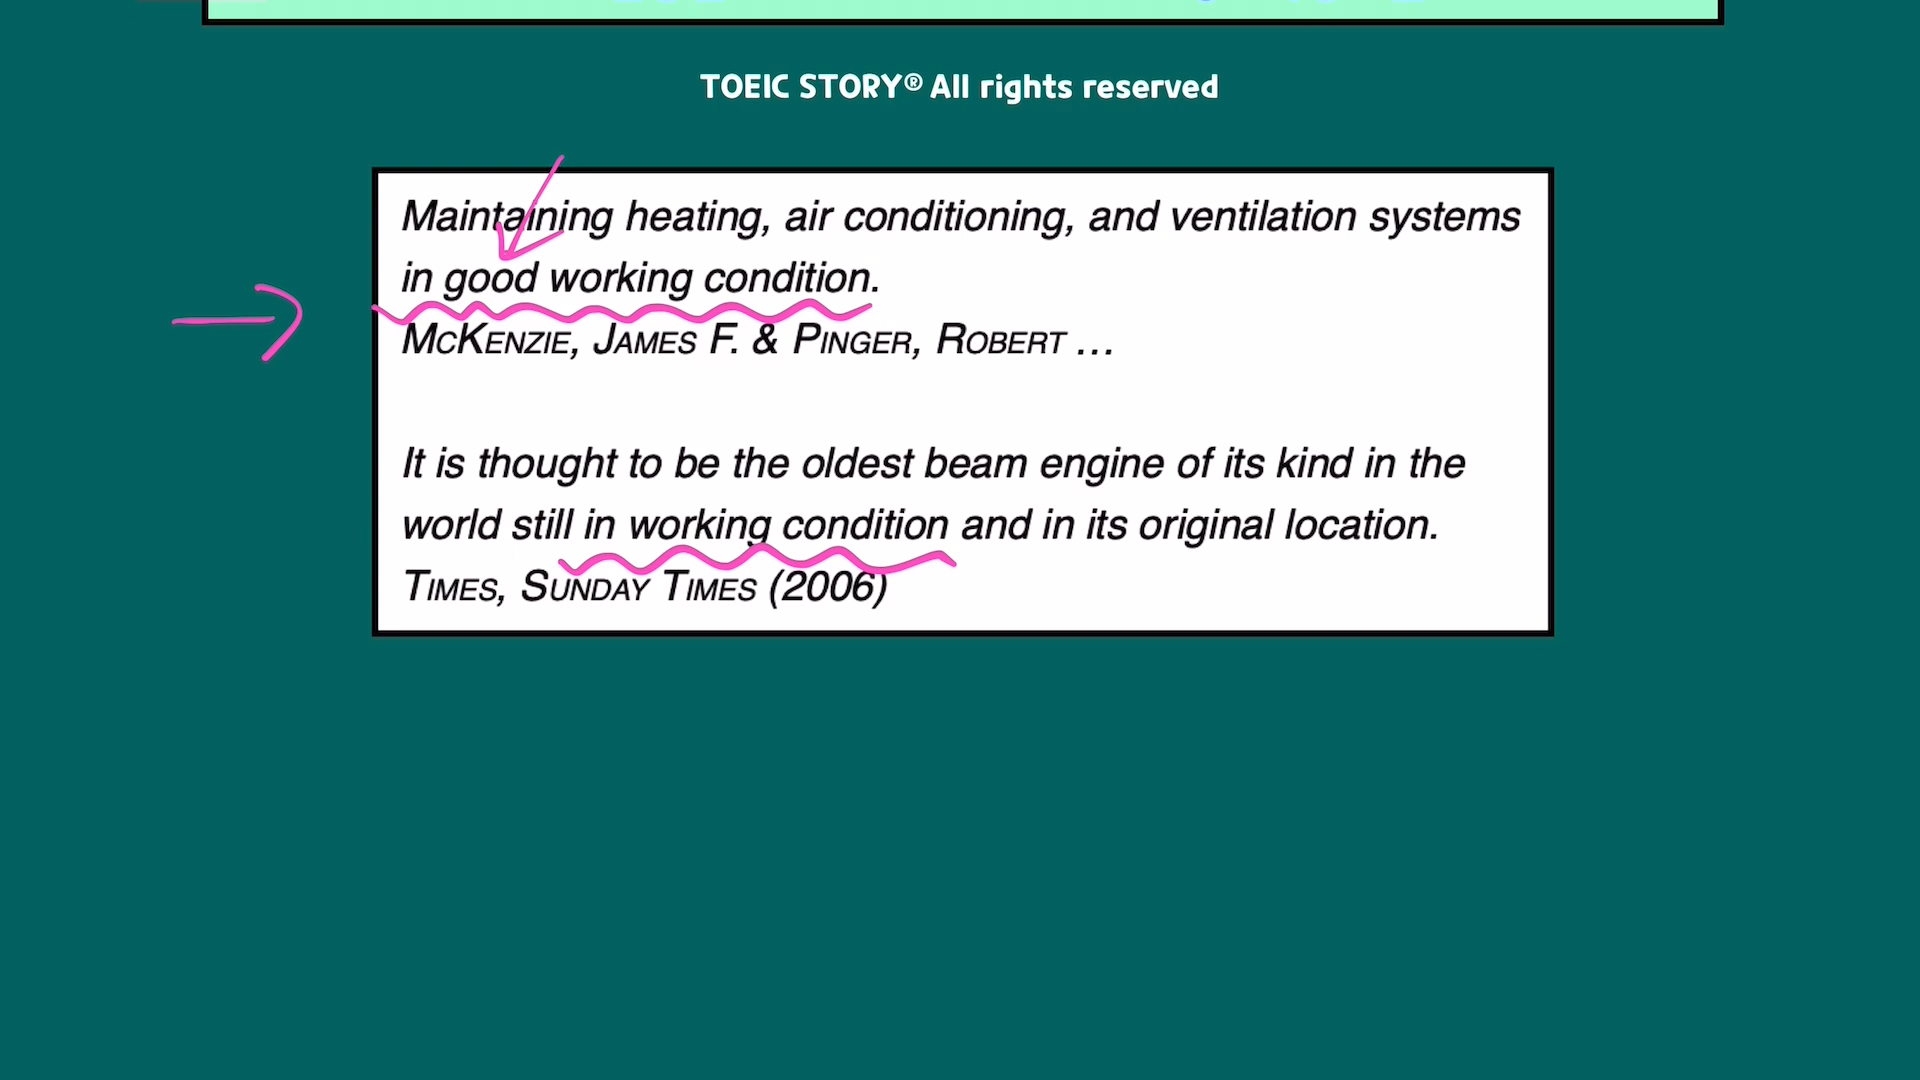 TOEIC STORY® All rights reserved
Maintaining heating, air conditioning, and ventilation systems
in good working condition.
MCKENZIE, JAMES F. & PINGER, ROBERT ...
It is thought to be the oldest beam engine of its kind in the
world still in working condition and in its original location.
TIMES, SUNDAY TIMES (2006)